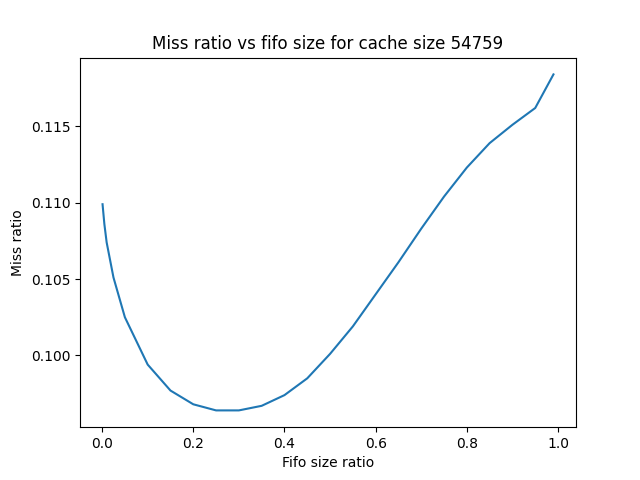 Miss ratio vs fifo size for cache size 54759
Miss ratio
0.115
0.110
0.105
0.100
0.0 0.2 0.4 0.6 0.8 1.0
Fifo size ratio